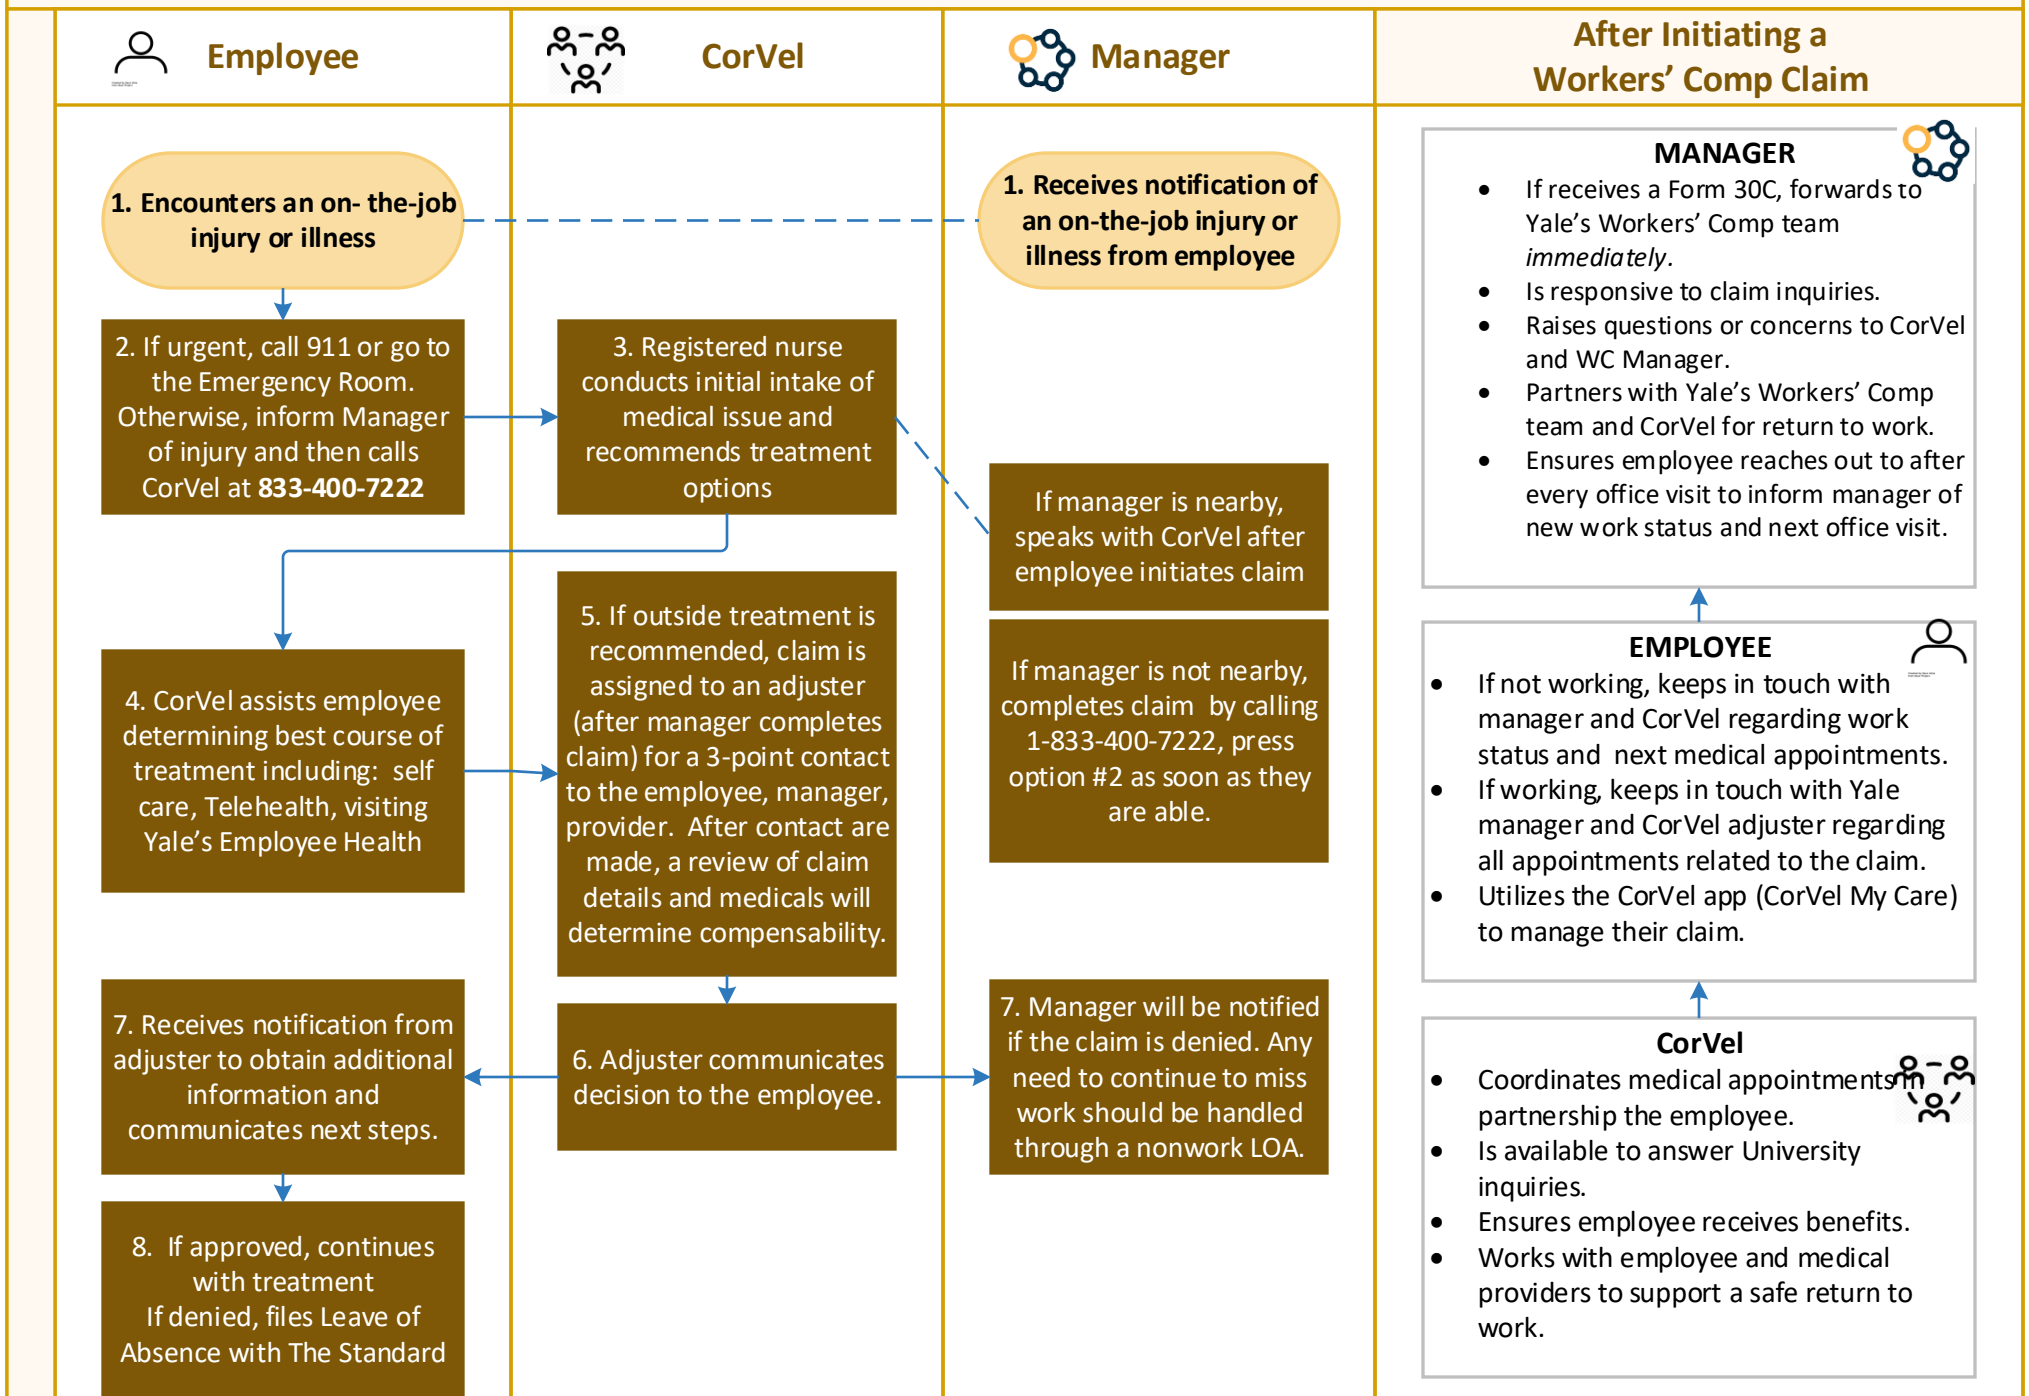 Employee
CorVel
Manager
After Initiating a
Workers’ Comp Claim
1. Encounters an on- the-job
injury or illness
1. Receives notification of
an on-the-job injury or
illness from employee
2. If urgent, call 911 or go to
the Emergency Room.
Otherwise, inform Manager
of injury and then calls
CorVel at 833-400-7222
3. Registered nurse
conducts initial intake of
medical issue and
recommends treatment
options
If manager is nearby,
speaks with CorVel after
employee initiates claim
If manager is not nearby,
completes claim by calling
1-833-400-7222, press
option #2 as soon as they
are able.
4. CorVel assists employee
determining best course of
treatment including: self
care, Telehealth, visiting
Yale’s Employee Health
5. If outside treatment is
recommended, claim is
assigned to an adjuster
(after manager completes
claim) for a 3-point contact
to the employee, manager,
provider. After contact are
made, a review of claim
details and medicals will
determine compensability.
6. Adjuster communicates
decision to the employee.
7. Receives notification from
adjuster to obtain additional
information and
communicates next steps.
7. Manager will be notified
if the claim is denied. Any
need to continue to miss
work should be handled
through a nonwork LOA.
8. If approved, continues
with treatment
If denied, files Leave of
Absence with The Standard
MANAGER
• If receives a Form 30C, forwards to
Yale’s Workers’ Comp team
immediately.
• Is responsive to claim inquiries.
• Raises questions or concerns to CorVel
and WC Manager.
• Partners with Yale’s Workers’ Comp
team and CorVel for return to work.
• Ensures employee reaches out to after
every office visit to inform manager of
new work status and next office visit.
EMPLOYEE
• If not working, keeps in touch with
manager and CorVel regarding work
status and next medical appointments.
• If working, keeps in touch with Yale
manager and CorVel adjuster regarding
all appointments related to the claim.
• Utilizes the CorVel app (CorVel My Care)
to manage their claim.
CorVel
• Coordinates medical appointments in
partnership the employee.
• Is available to answer University
inquiries.
• Ensures employee receives benefits.
• Works with employee and medical
providers to support a safe return to
work.